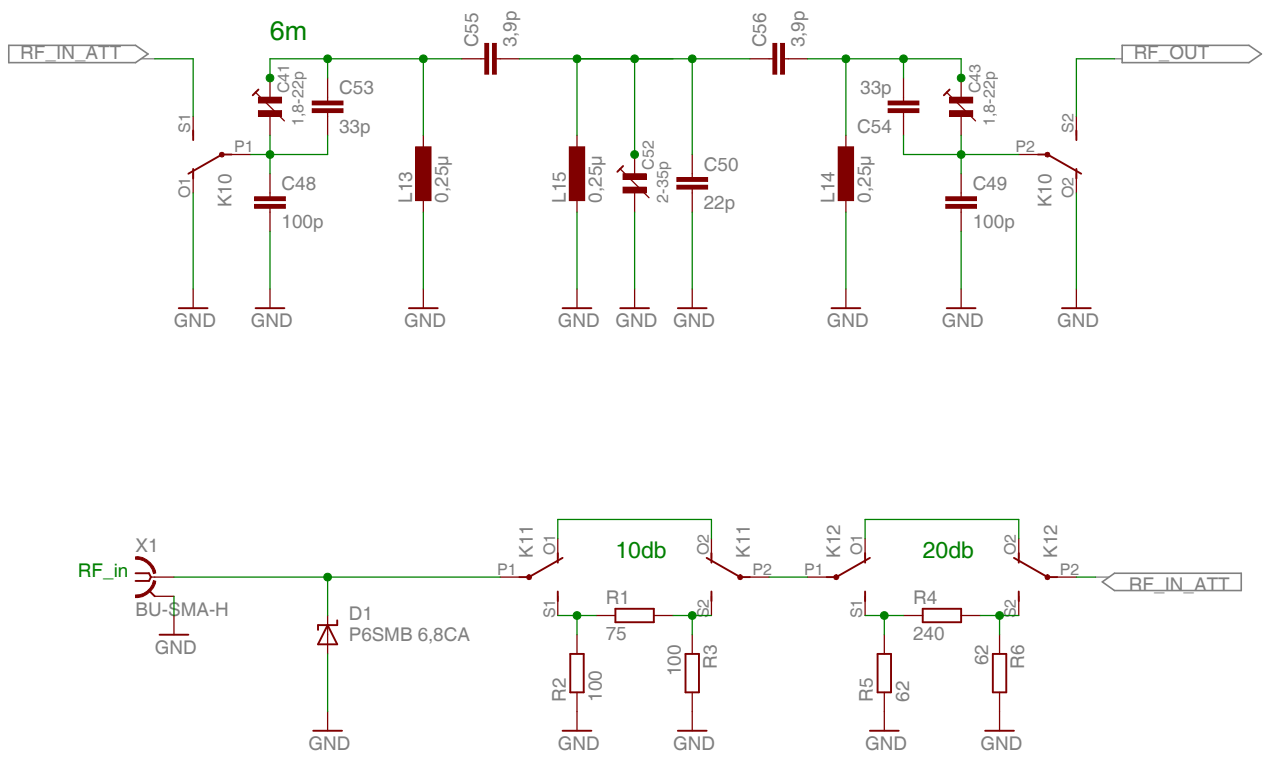 6m
RF_IN_ATT
C55
3,9p
C56
3,9p
RF_OUT
C41
1,8-22p
C53
33p
33p
C54
C43
1,8-22p
S1
P1
O1
K10
C48
100p
L13
0,25µ
L15
0,25µ
C52
2-35p
C50
22p
L14
0,25µ
C49
100p
S2
P2
O2
K10
GND
GND
GND
GND
GND
GND
GND
GND
GND
X1
RF_in
BU-SMA-H
GND
D1
P6SMB 6,8CA
GND
K11
O1
P1
S1
10db
O2
K11
P2
S2
R1
75
R2
100
100
R3
GND
GND
K12
O1
P1
S1
20db
O2
K12
P2
S2
R4
240
R5
62
62
R6
GND
GND
RF_IN_ATT